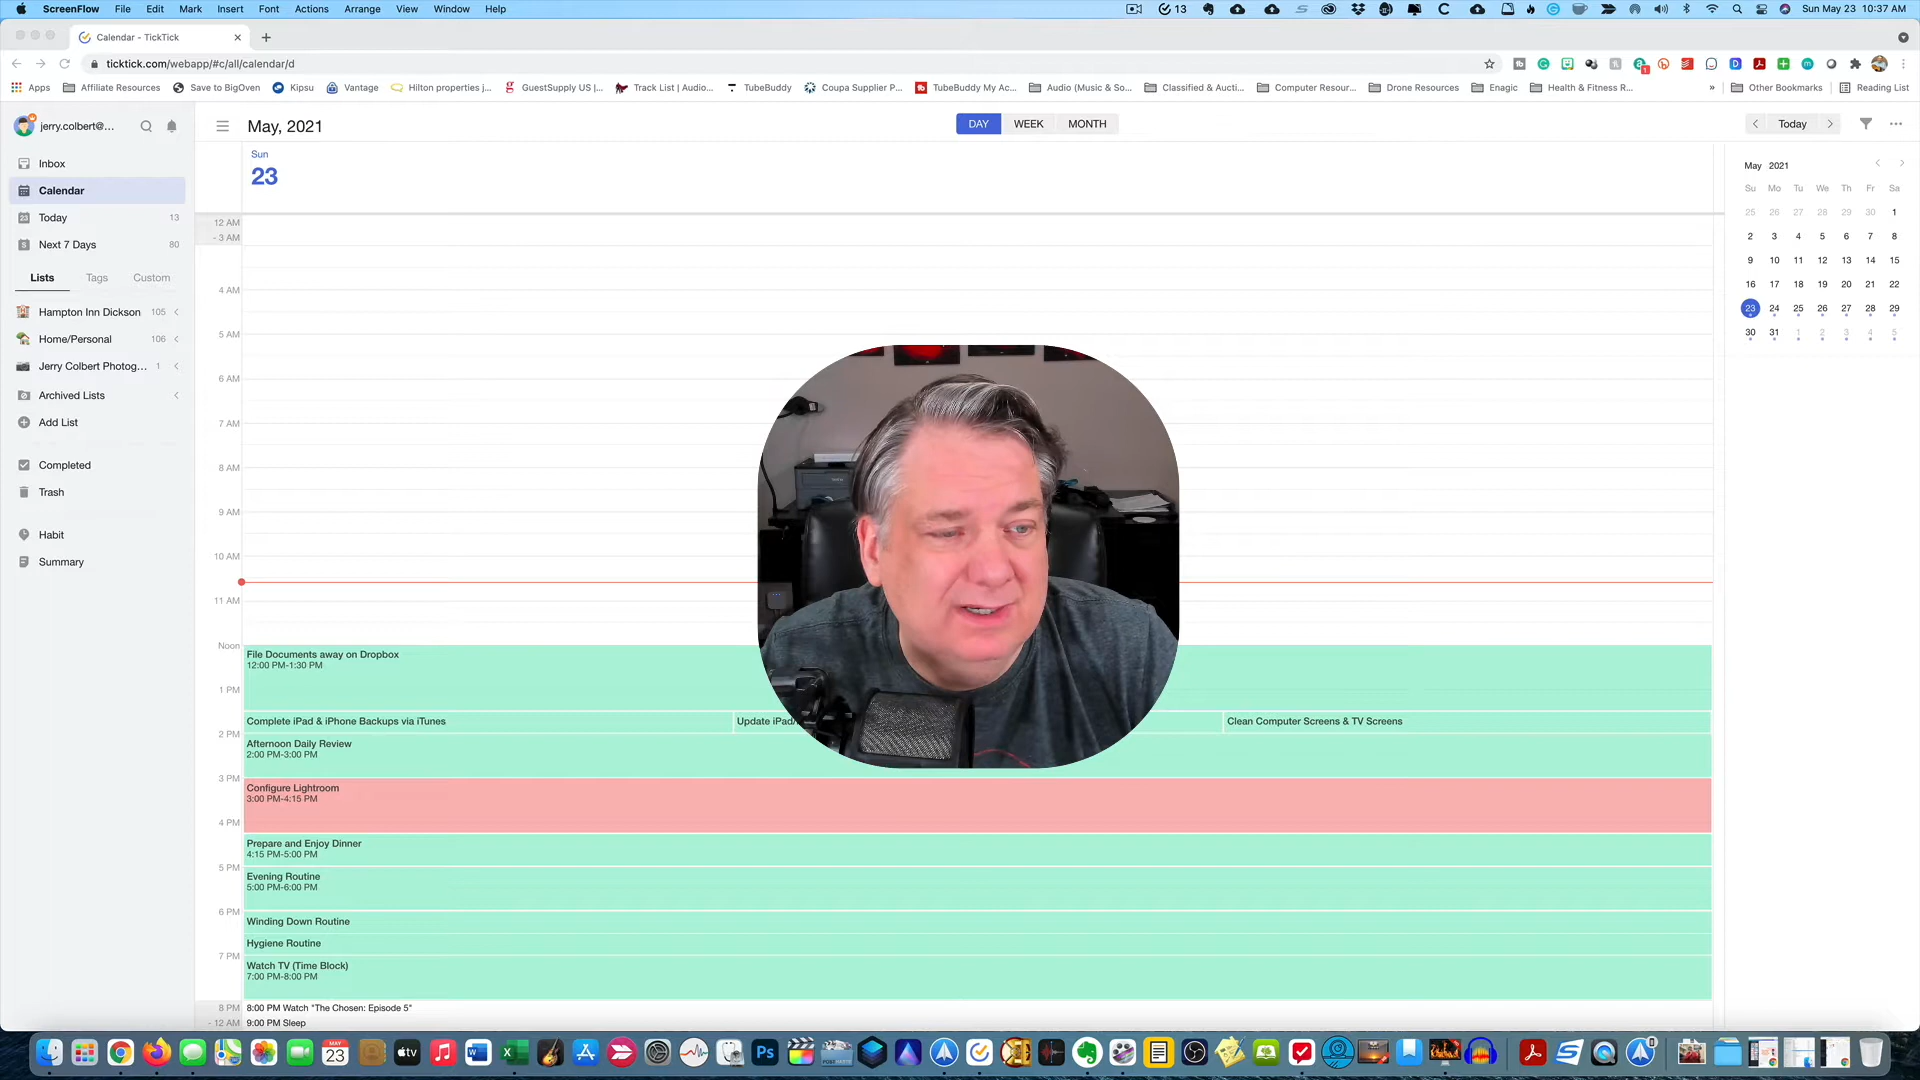 ScreenFlow File Edit Mark Insert Font Actions Arrange View Window Help 13 Sun May 23 10:37 AM
Calendar - TickTick
ticktick.com/webapp/#c/all/calendar/d
Apps Affiliate Resources Save to BigOven Kipsu Vantage Hilton properties j... GuestSupply US |... Track List | Audio... TubeBuddy Coupa Supplier P... TubeBuddy My Ac... Audio (Music & So... Classified & Aucti... Computer Resour... Drone Resources Enagic Health & Fitness R... » Other Bookmarks Reading List
jerry.colbert@...
Inbox
Calendar
Today 13
Next 7 Days 80
Lists Tags Custom
Hampton Inn Dickson 105
Home/Personal 106
Jerry Colbert Photog... 1
Archived Lists
Add List
Completed
Trash
Habit
Summary
May, 2021
DAY WEEK MONTH
Today
Sun
23
12 AM
- 3 AM
4 AM
5 AM
6 AM
7 AM
8 AM
9 AM
10 AM
11 AM
Noon
File Documents away on Dropbox
12:00 PM-1:30 PM
1 PM
Complete iPad & iPhone Backups via iTunes Update iPad/ Clean Computer Screens & TV Screens
2 PM
Afternoon Daily Review
2:00 PM-3:00 PM
3 PM
Configure Lightroom
3:00 PM-4:15 PM
4 PM
Prepare and Enjoy Dinner
4:15 PM-5:00 PM
5 PM
Evening Routine
5:00 PM-6:00 PM
6 PM
Winding Down Routine
Hygiene Routine
7 PM
Watch TV (Time Block)
7:00 PM-8:00 PM
8 PM
8:00 PM Watch "The Chosen: Episode 5"
- 12 AM
9:00 PM Sleep
May 2021
Su Mo Tu We Th Fr Sa
25 26 27 28 29 30 1
2 3 4 5 6 7 8
9 10 11 12 13 14 15
16 17 18 19 20 21 22
23 24 25 26 27 28 29
30 31 1 2 3 4 5
MAY
23
tv
Ps